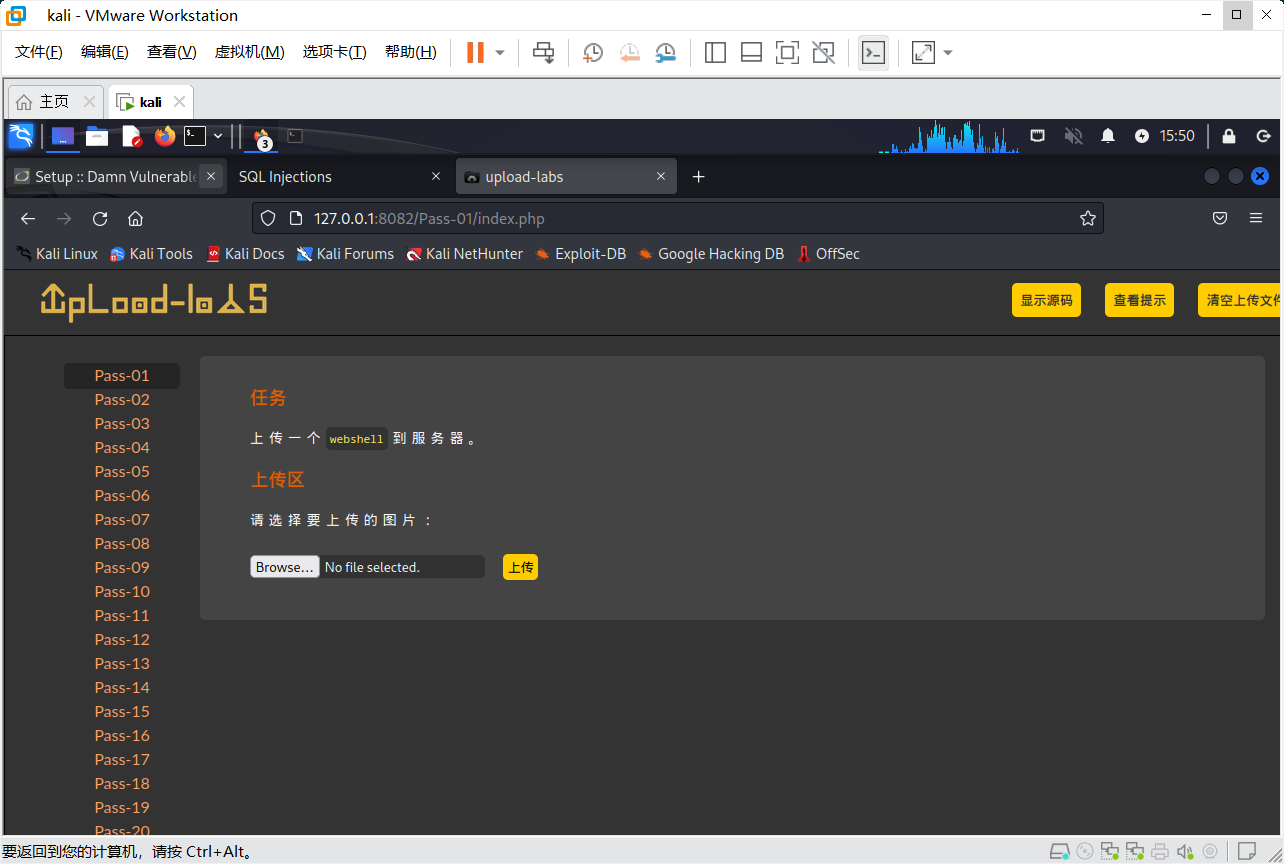 kali - VMware Workstation
文件(F) 编辑(E) 查看(V) 虚拟机(M) 选项卡(T) 帮助(H)
主页 kali
3 15:50
Setup :: Damn Vulnerable SQL Injections upload-labs
127.0.0.1:8082/Pass-01/index.php
Kali Linux Kali Tools Kali Docs Kali Forums Kali NetHunter Exploit-DB Google Hacking DB OffSec
UpLoad-labS 显示源码 查看提示 清空上传文件
Pass-01
Pass-02
Pass-03
Pass-04
Pass-05
Pass-06
Pass-07
Pass-08
Pass-09
Pass-10
Pass-11
Pass-12
Pass-13
Pass-14
Pass-15
Pass-16
Pass-17
Pass-18
Pass-19
Pass-20
任务
上传一个 webshell 到服务器。
上传区
请选择要上传的图片：
Browse... No file selected. 上传
要返回到您的计算机，请按 Ctrl+Alt。